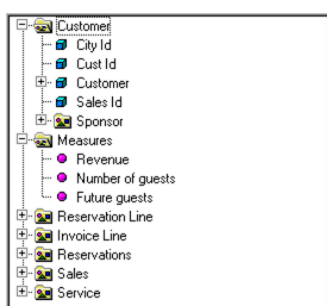 Customer
City Id
Cust Id
Customer
Sales Id
Sponsor
Measures
Revenue
Number of guests
Future guests
Reservation Line
Invoice Line
Reservations
Sales
Service